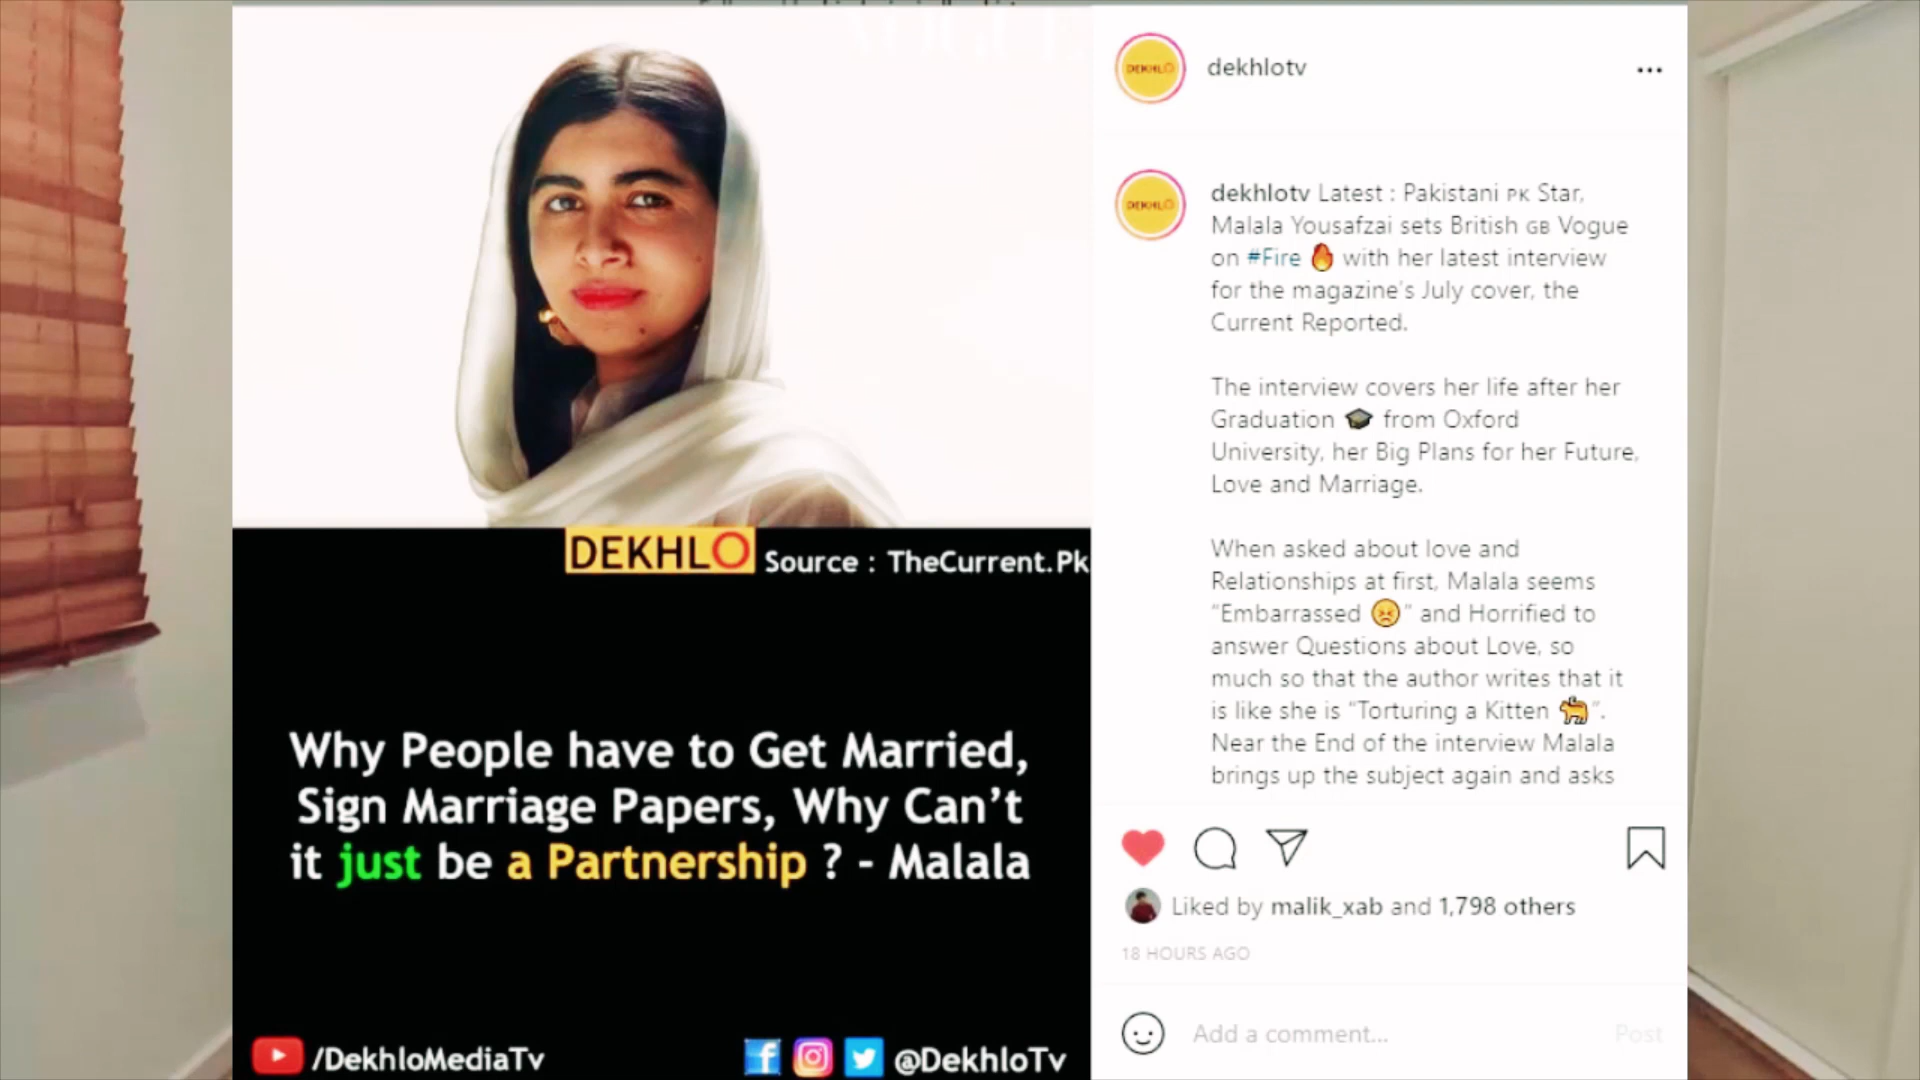 DEKHLO
dekhlotv
...
DEKHLO
dekhlotv Latest : Pakistani PK Star,
Malala Yousafzai sets British GB Vogue
on #Fire 🔥 with her latest interview
for the magazine's July cover, the
Current Reported.
The interview covers her life after her
Graduation 🎓 from Oxford
University, her Big Plans for her Future,
Love and Marriage.
When asked about love and
Relationships at first, Malala seems
"Embarrassed 😣" and Horrified to
answer Questions about Love, so
much so that the author writes that it
is like she is "Torturing a Kitten 🐈".
Near the End of the interview Malala
brings up the subject again and asks
Liked by malik_xab and 1,798 others
18 HOURS AGO
Add a comment...
Post
VOGUE
DEKHLO Source : TheCurrent.Pk
Why People have to Get Married,
Sign Marriage Papers, Why Can't
it just be a Partnership ? - Malala
/DekhloMediaTv
@DekhloTv